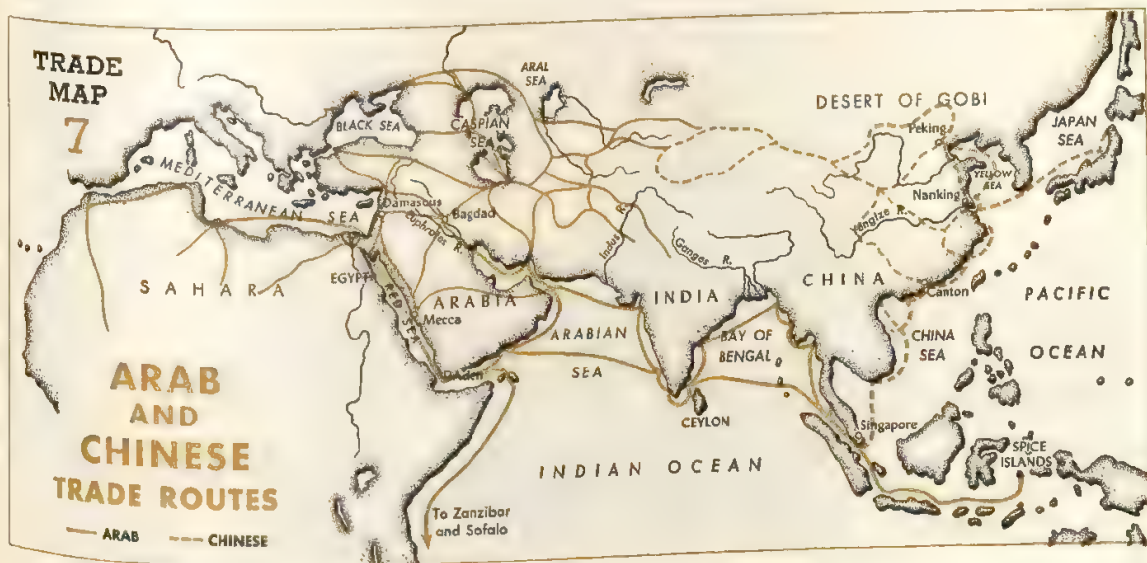 TRADE
MAP
7
ARAL
SEA
BLACK SEA
CASPIAN
SEA
DESERT OF GOBI
Peking
JAPAN
SEA
YELLOW
SEA
MEDITERRANEAN SEA
Damascus
Bagdad
Euphrates R.
Indus R.
Ganges R.
Nanking
Yangtze R.
SAHARA
EGYPT
RED SEA
ARABIA
Mecca
INDIA
CHINA
Canton
PACIFIC
OCEAN
ARABIAN
SEA
BAY OF
BENGAL
CHINA
SEA
Aden
CEYLON
Singapore
SPICE
ISLANDS
INDIAN OCEAN
To Zanzibar
and Sofalo
ARAB
AND
CHINESE
TRADE ROUTES
ARAB
CHINESE